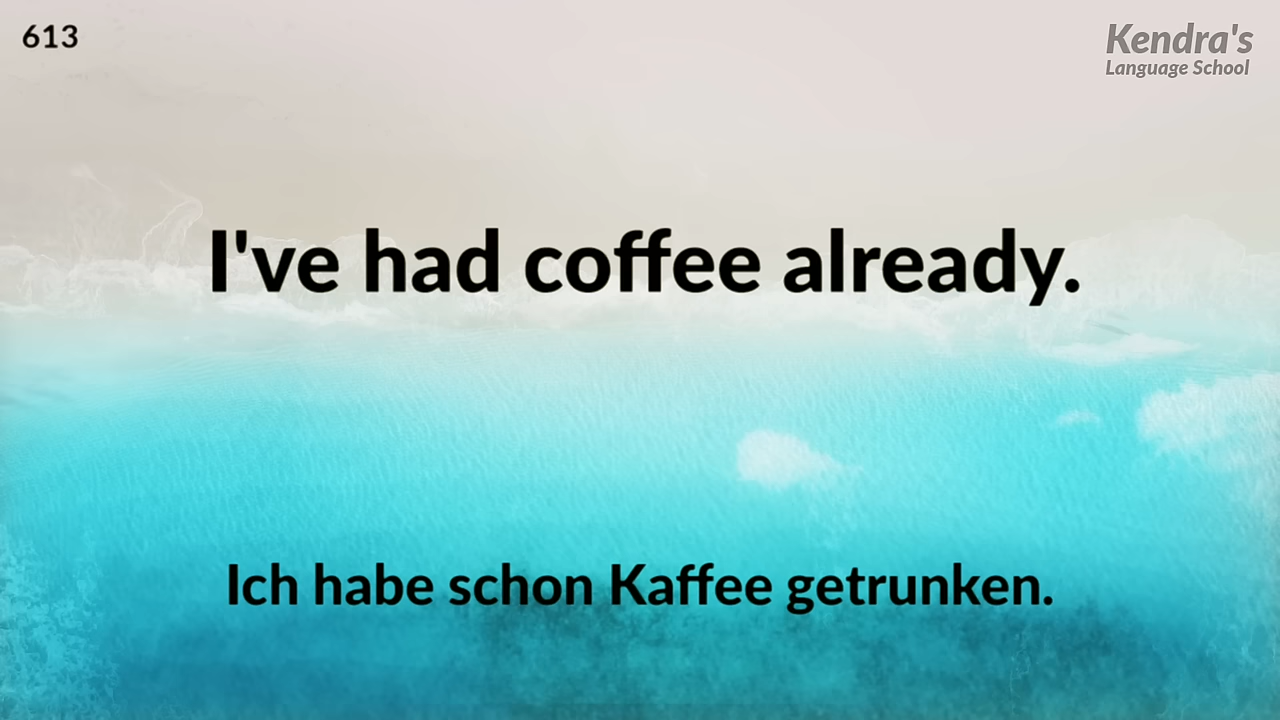 613
Kendra's
Language School
I've had coffee already.
Ich habe schon Kaffee getrunken.